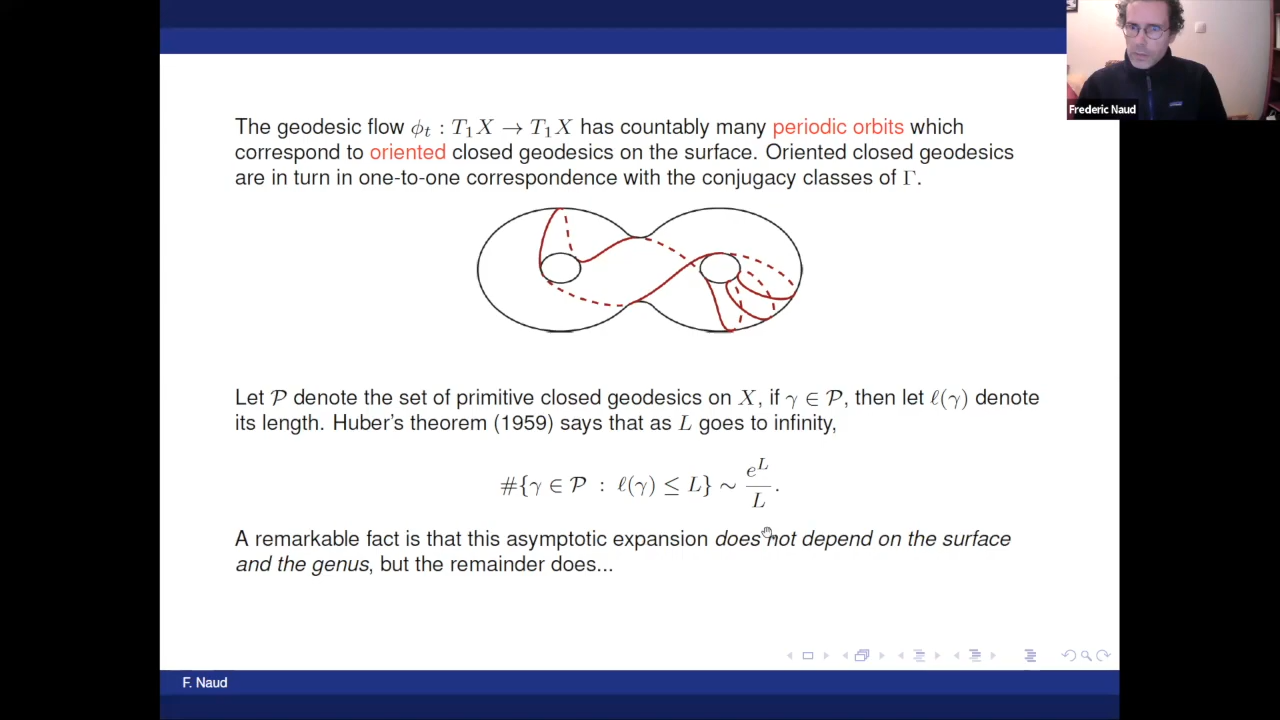 The geodesic flow ϕ_t : T_1X → T_1X has countably many periodic orbits which
correspond to oriented closed geodesics on the surface. Oriented closed geodesics
are in turn in one-to-one correspondence with the conjugacy classes of Γ.
Let 𝒫 denote the set of primitive closed geodesics on X, if γ ∈ 𝒫, then let ℓ(γ) denote
its length. Huber's theorem (1959) says that as L goes to infinity,
#{γ ∈ 𝒫 : ℓ(γ) ≤ L} ∼ e^L / L.
A remarkable fact is that this asymptotic expansion does not depend on the surface
and the genus, but the remainder does...
F. Naud
Frederic Naud